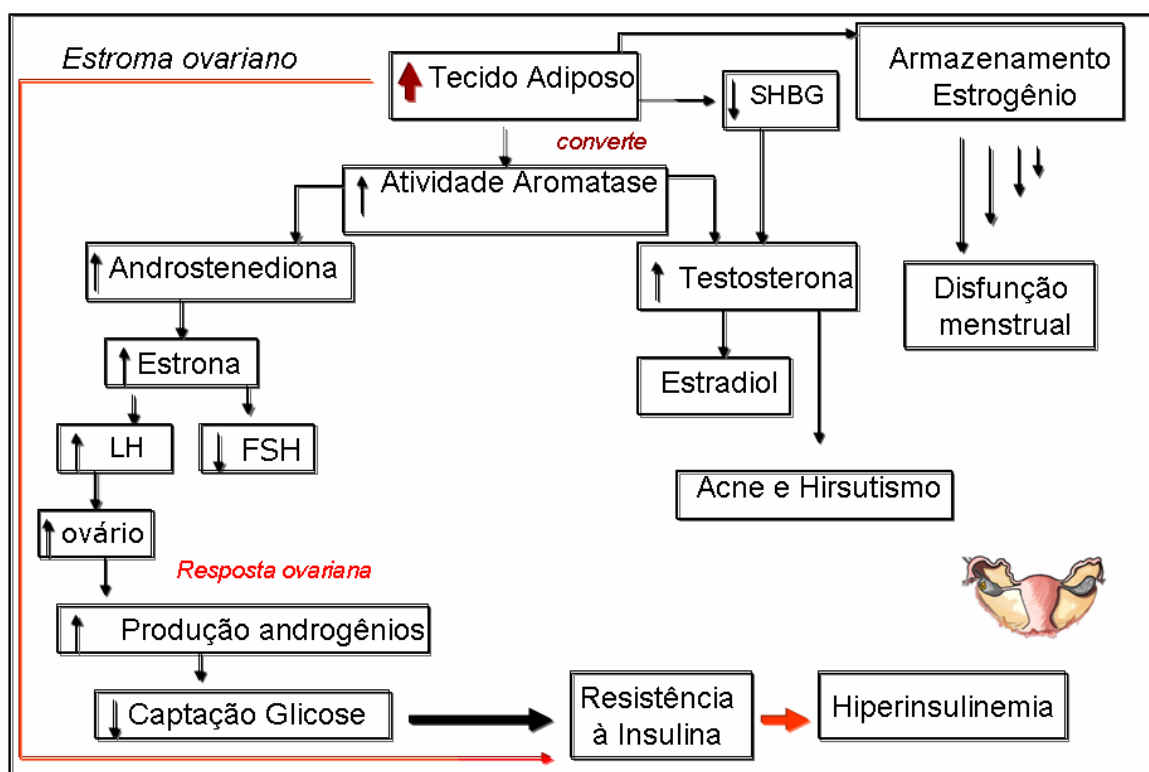 Estroma ovariano
Tecido Adiposo
SHBG
Armazenamento
Estrogênio
converte
Atividade Aromatase
Androstenediona
Testosterona
Disfunção
menstrual
Estrona
Estradiol
LH
FSH
Acne e Hirsutismo
ovário
Resposta ovariana
Produção androgênios
Captação Glicose
Resistência
à Insulina
Hiperinsulinemia